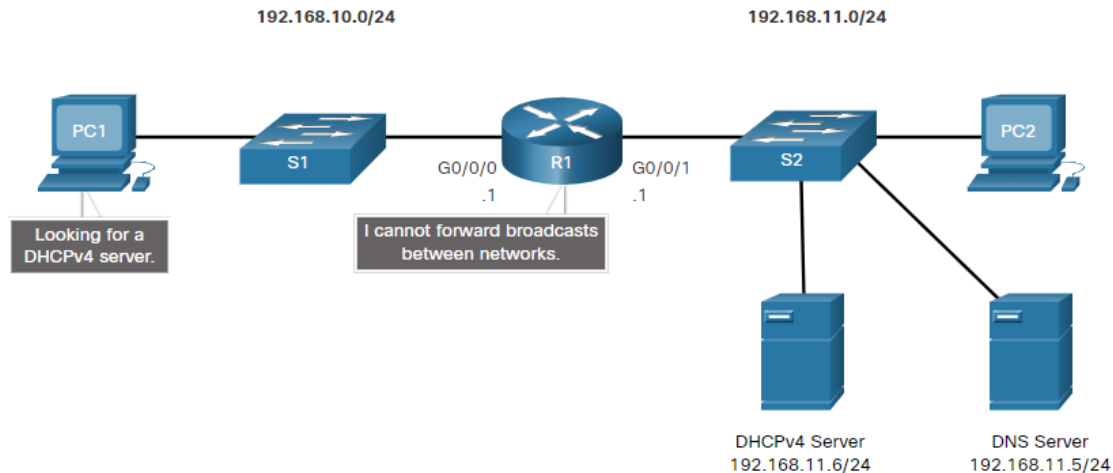 192.168.10.0/24
192.168.11.0/24
PC1
S1
G0/0/0
.1
R1
G0/0/1
.1
S2
PC2
Looking for a
DHCPv4 server.
I cannot forward broadcasts
between networks.
DHCPv4 Server
192.168.11.6/24
DNS Server
192.168.11.5/24